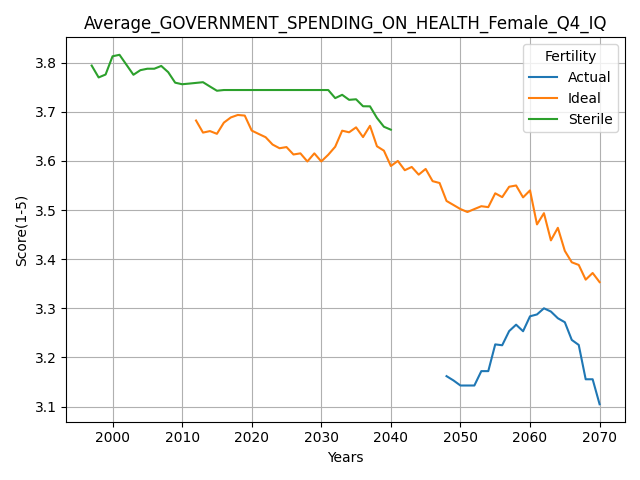 Average_GOVERNMENT_SPENDING_ON_HEALTH_Female_Q4_IQ
Fertility
Actual
Ideal
Sterile
Score(1-5)
3.8
3.7
3.6
3.5
3.4
3.3
3.2
3.1
2000 2010 2020 2030 2040 2050 2060 2070
Years